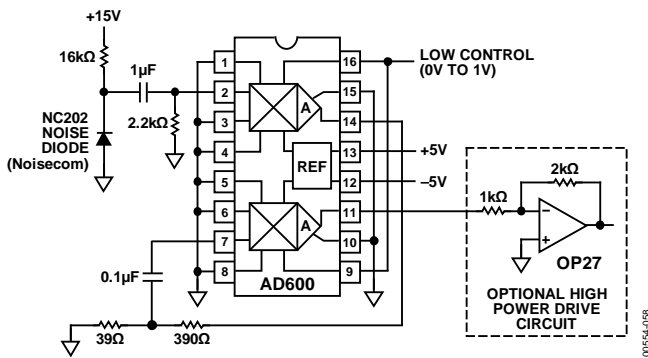 +15V
16kΩ
1µF
NC202
NOISE
DIODE
(Noisecom)
2.2kΩ
1
2
3
4
5
6
7
8
16
15
14
13
12
11
10
9
A
REF
A
AD600
LOW CONTROL
(0V TO 1V)
+5V
–5V
1kΩ
2kΩ
–
+
OP27
OPTIONAL HIGH
POWER DRIVE
CIRCUIT
0.1µF
39Ω
390Ω
00554-058